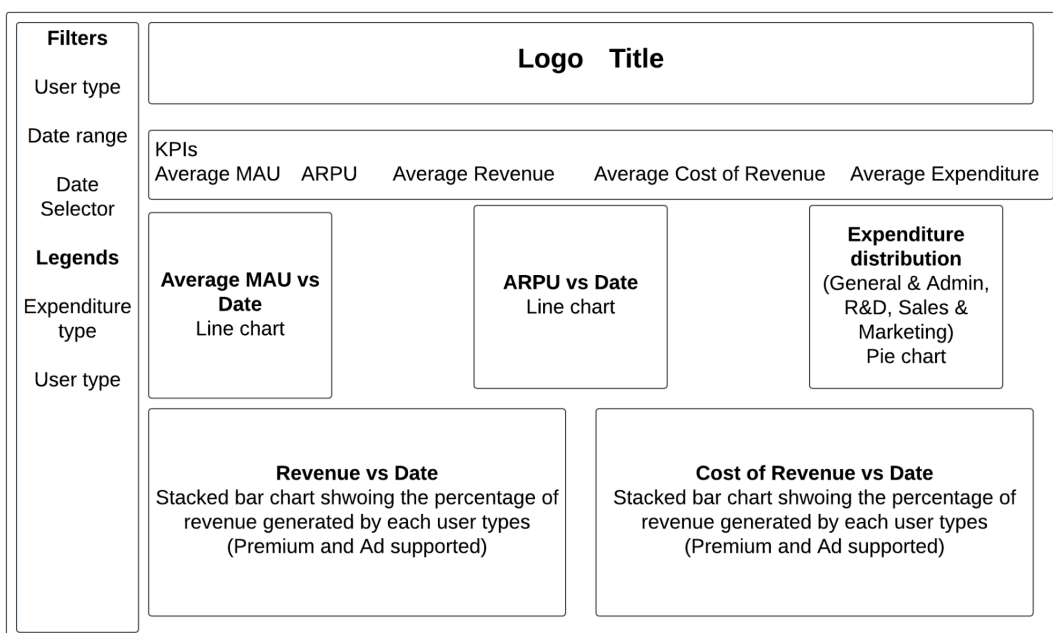 Filters
User type
Date range
Date
Selector
Legends
Expenditure
type
User type
Logo Title
KPIs
Average MAU ARPU Average Revenue Average Cost of Revenue Average Expenditure
Average MAU vs
Date
Line chart
ARPU vs Date
Line chart
Expenditure
distribution
(General & Admin,
R&D, Sales &
Marketing)
Pie chart
Revenue vs Date
Stacked bar chart shwoing the percentage of
revenue generated by each user types
(Premium and Ad supported)
Cost of Revenue vs Date
Stacked bar chart shwoing the percentage of
revenue generated by each user types
(Premium and Ad supported)